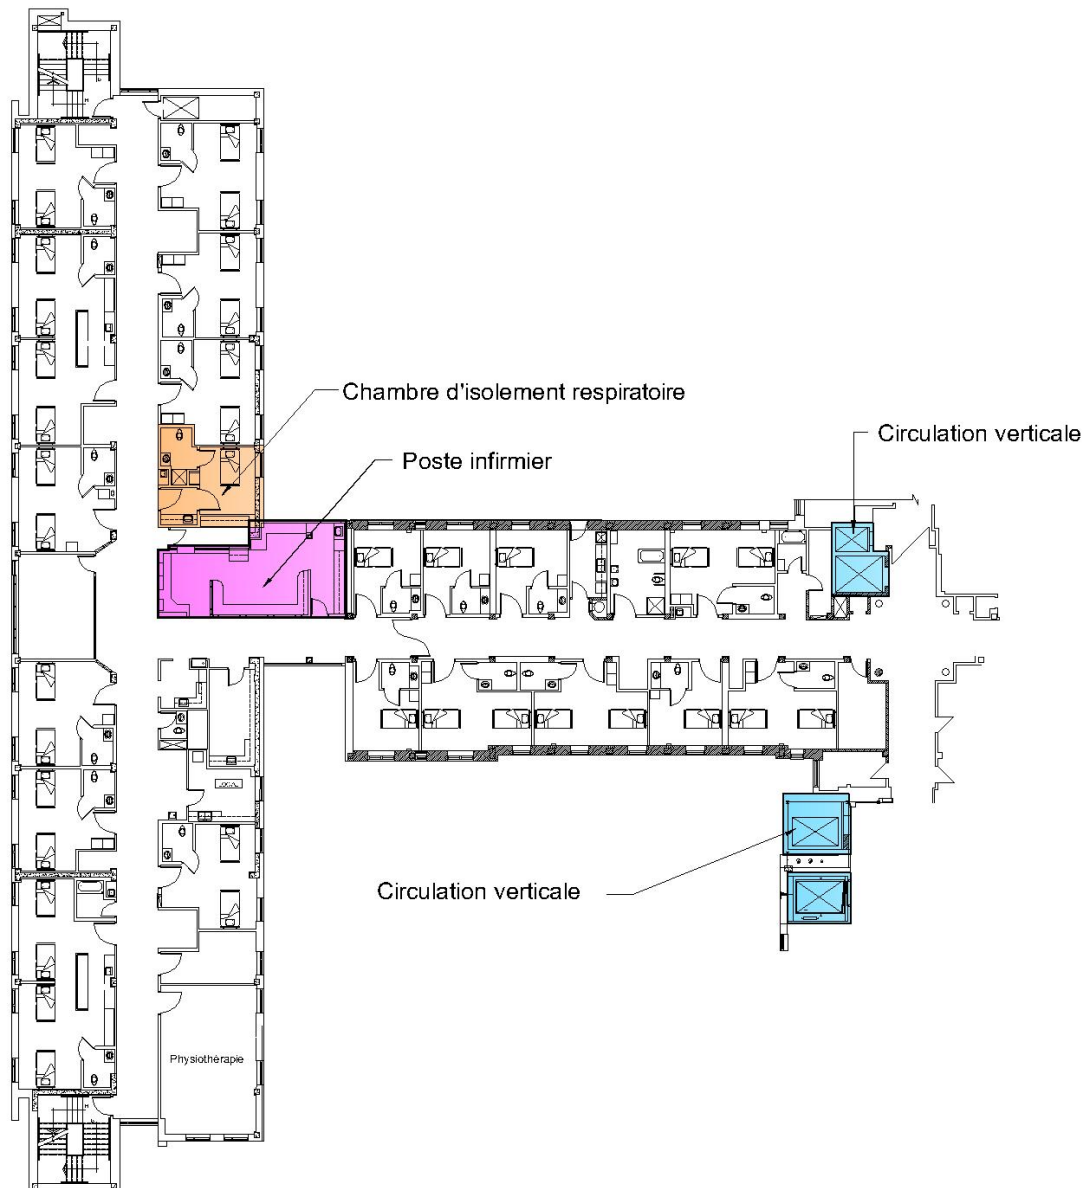 Chambre d'isolement respiratoire
Circulation verticale
Poste infirmier
Circulation verticale
Physiothérapie